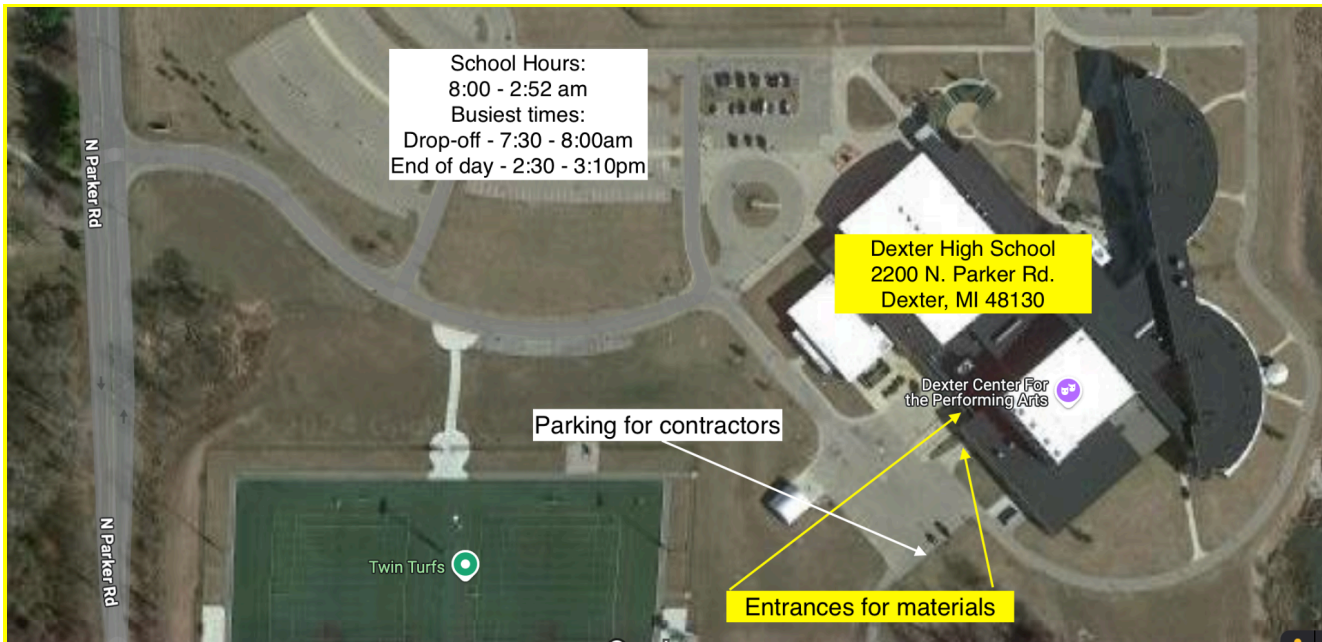 School Hours:
8:00 - 2:52 am
Busiest times:
Drop-off - 7:30 - 8:00am
End of day - 2:30 - 3:10pm
N Parker Rd
Dexter High School
2200 N. Parker Rd.
Dexter, MI 48130
Dexter Center For
the Performing Arts
Parking for contractors
N Parker Rd
Twin Turfs
Entrances for materials